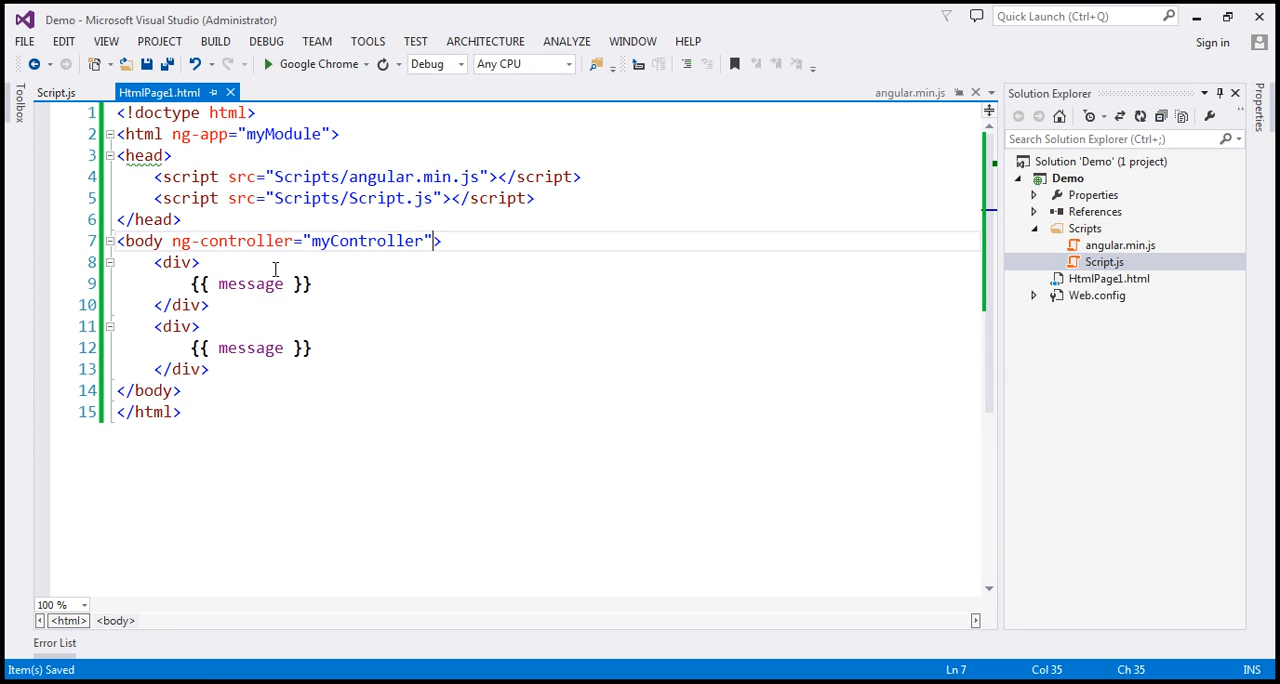 Demo - Microsoft Visual Studio (Administrator)
Quick Launch (Ctrl+Q)
FILE EDIT VIEW PROJECT BUILD DEBUG TEAM TOOLS TEST ARCHITECTURE ANALYZE WINDOW HELP
Sign in
Google Chrome Debug Any CPU
Toolbox
Script.js HtmlPage1.html angular.min.js
1 <!doctype html>
2 <html ng-app="myModule">
3 <head>
4 <script src="Scripts/angular.min.js"></script>
5 <script src="Scripts/Script.js"></script>
6 </head>
7 <body ng-controller="myController">
8 <div>
9 {{ message }}
10 </div>
11 <div>
12 {{ message }}
13 </div>
14 </body>
15 </html>
100 %
<html> <body>
Solution Explorer
Search Solution Explorer (Ctrl+;)
Solution 'Demo' (1 project)
Demo
Properties
References
Scripts
angular.min.js
Script.js
HtmlPage1.html
Web.config
Properties
Error List
Item(s) Saved Ln 7 Col 35 Ch 35 INS